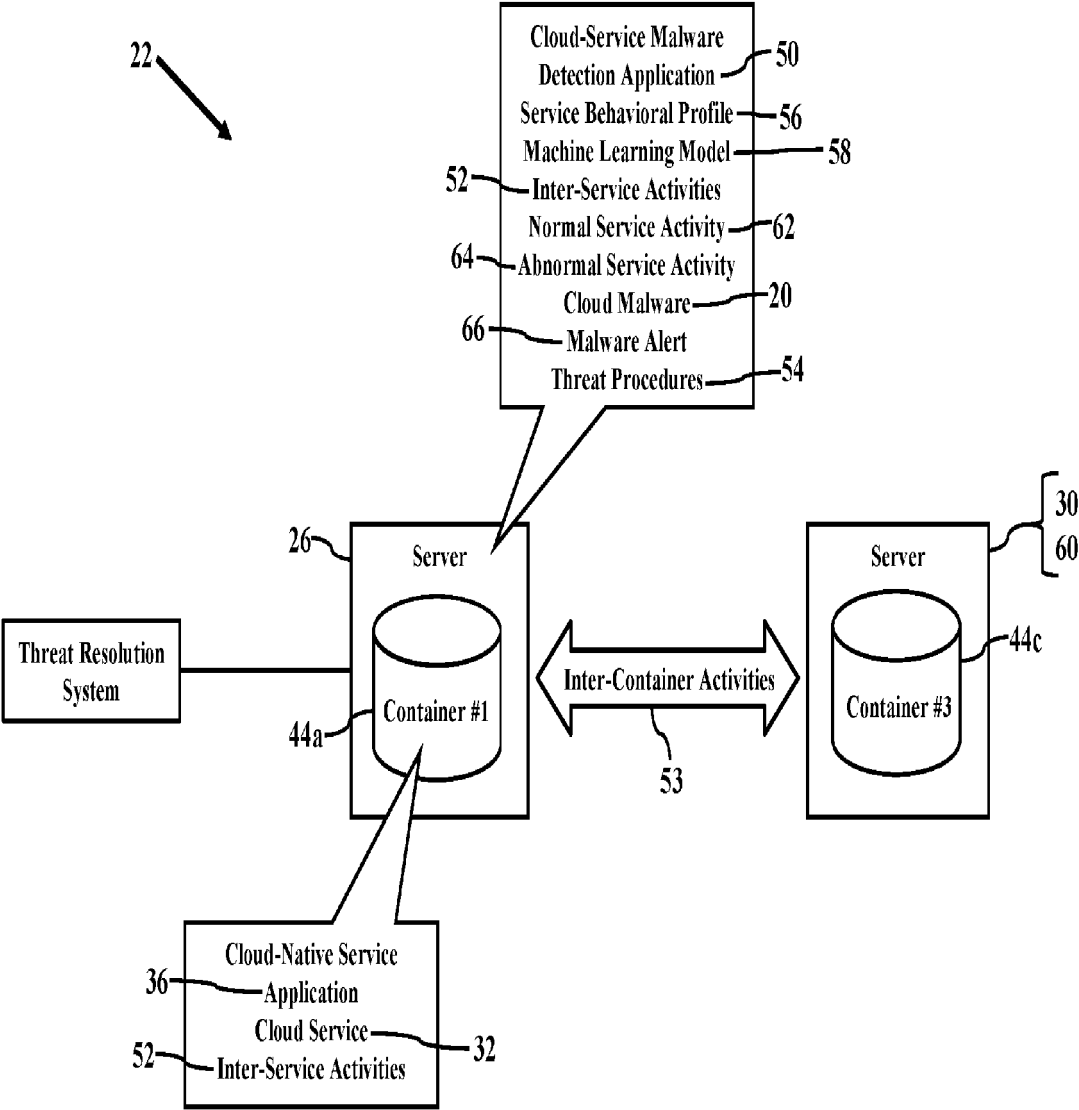 22
Cloud-Service Malware
Detection Application 50
Service Behavioral Profile 56
Machine Learning Model 58
52 Inter-Service Activities
Normal Service Activity 62
64 Abnormal Service Activity
Cloud Malware 20
66 Malware Alert
Threat Procedures 54
26
Server
Server
30
60
Threat Resolution
System
Container #1
44a
Inter-Container Activities
53
Container #3
44c
Cloud-Native Service
36 Application
Cloud Service 32
52 Inter-Service Activities